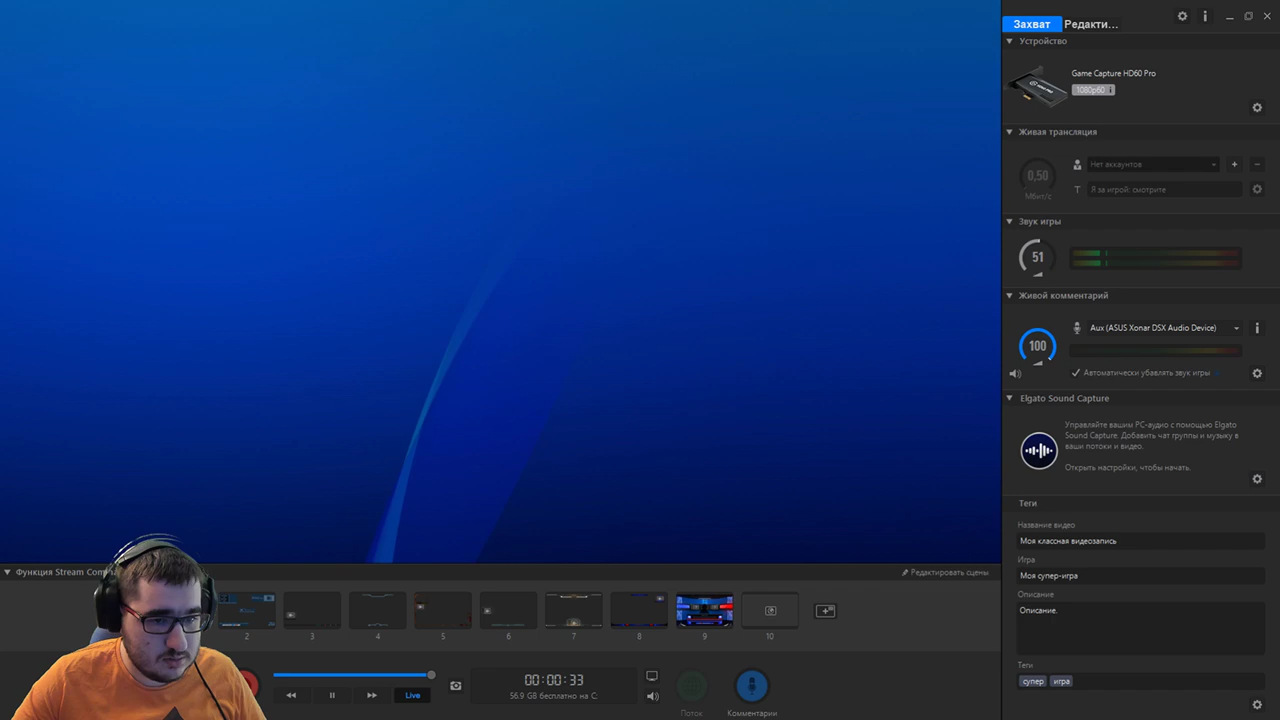 Захват Редакти...
Устройство
Game Capture HD60 Pro
1080p60
Живая трансляция
0,50
Мбит/с
Нет аккаунтов
Я за игрой: смотрите
Звук игры
51
Живой комментарий
100
Aux (ASUS Xonar DSX Audio Device)
Автоматически убавлять звук игры
Elgato Sound Capture
Управляйте вашим PC-аудио с помощью Elgato
Sound Capture. Добавить чат группы и музыку в
ваши потоки и видео.
Открыть настройки, чтобы начать.
Теги
Название видео
Моя классная видеозапись
Игра
Моя супер-игра
Описание
Описание.
Теги
супер игра
Функция Stream Comma
Редактировать сцены
2 3 4 5 6 7 8 9 10
Live
00:00:33
56.9 GB бесплатно на C:
Поток
Комментарии